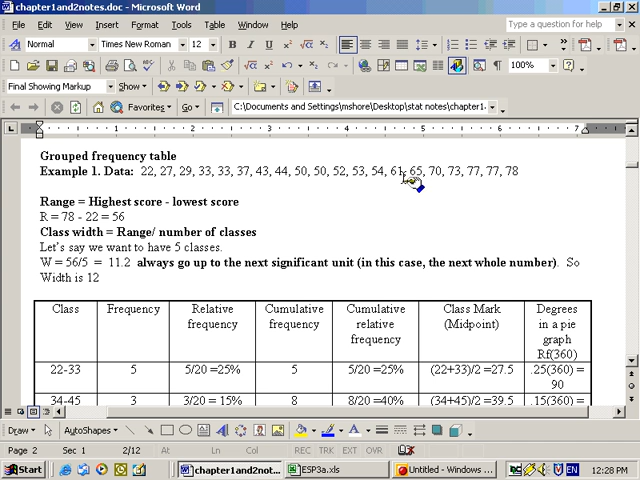 chapter1and2notes.doc - Microsoft Word
File Edit View Insert Format Tools Table Window Help
Type a question for help
Normal Times New Roman 12
100%
Final Showing Markup Show
Favorites Go C:\Documents and Settings\mshore\Desktop\stat notes\chapter1
1 2 3 4 5 6 7
Grouped frequency table
Example 1. Data: 22, 27, 29, 33, 33, 37, 43, 44, 50, 50, 52, 53, 54, 61, 65, 70, 73, 77, 77, 78
Range = Highest score - lowest score
R = 78 - 22 = 56
Class width = Range/ number of classes
Let's say we want to have 5 classes.
W = 56/5 = 11.2 always go up to the next significant unit (in this case, the next whole number). So
Width is 12
Class Frequency Relative frequency Cumulative frequency Cumulative relative frequency Class Mark (Midpoint) Degrees in a pie graph Rf(360)
22-33 5 5/20 =25% 5 5/20=25% (22+33)/2 =27.5 .25(360) = 90
34-45 3 3/20 = 15% 8 8/20=40% (34+45)/2 =39.5 .15(360) =
Draw AutoShapes
Page 2 Sec 1 2/12 At Ln Col REC TRK EXT OVR
Start chapter1and2not... ESP3a.xls Untitled - Windows ... EN 12:28 PM